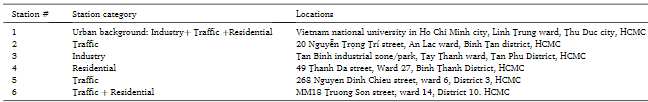 Station # Station category Locations
1 Urban background: Industry+ Traffic +Residential Vietnam national university in Ho Chi Minh city, Linh Trung ward, Thu Duc city, HCMC
2 Traffic 20 Nguyễn Trọng Trí street, An Lac ward, Binh Tan district, HCMC
3 Industry Tan Binh industrial zone/park, Tay Thanh ward, Tan Phu District, HCMC
4 Residential 49 Thanh Da street, Ward 27, Binh Thanh District, HCMC
5 Traffic 268 Nguyen Dinh Chieu street, ward 6, District 3, HCMC
6 Traffic + Residential MM18 Truong Son street, ward 14, District 10. HCMC